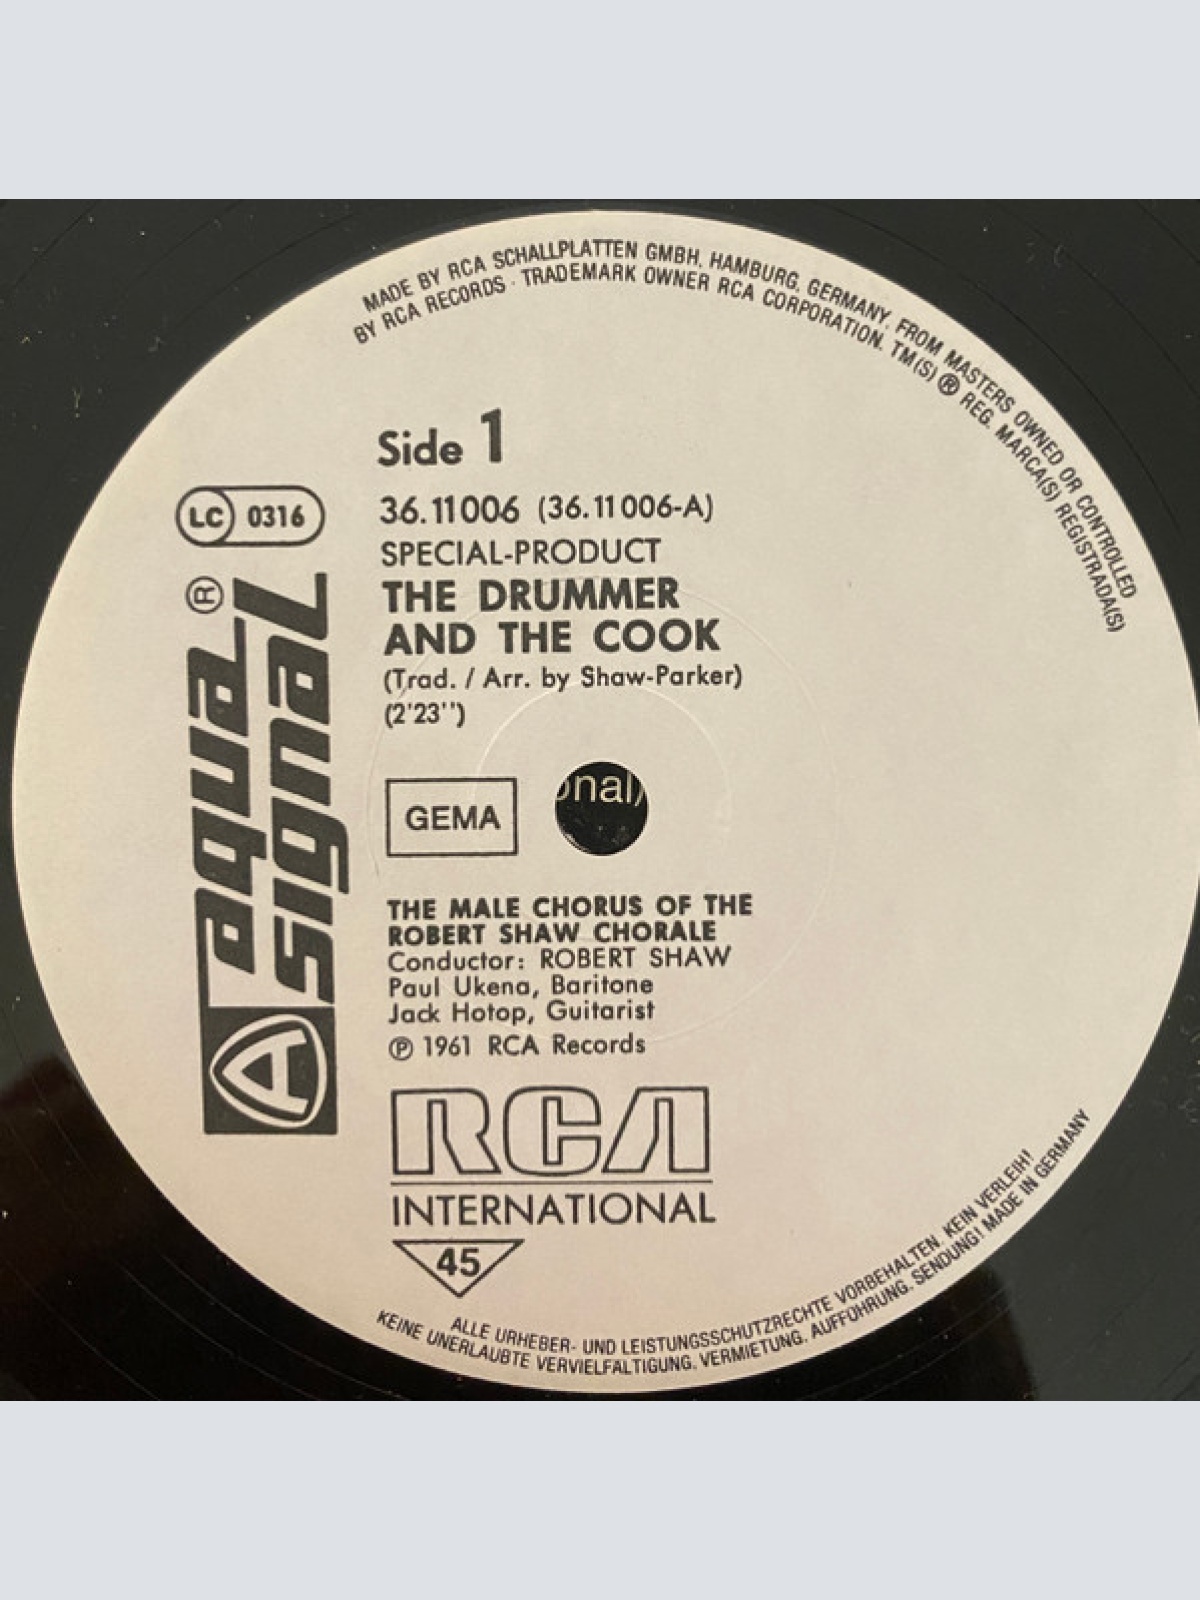 MADE BY RCA SCHALLPLATTEN GMBH, HAMBURG, GERMANY, FROM MASTERS OWNED OR CONTROLLED
BY RCA RECORDS · TRADEMARK OWNER RCA CORPORATION. TM(S) ® REG. MARCA(S) REGISTRADA(S)
Side 1
LC 0316
36.11006 (36.11006-A)
SPECIAL-PRODUCT
THE DRUMMER
AND THE COOK
(Trad. / Arr. by Shaw-Parker)
(2'23'')
aqua ®
signal
A
GEMA
onal)
THE MALE CHORUS OF THE
ROBERT SHAW CHORALE
Conductor: ROBERT SHAW
Paul Ukena, Baritone
Jack Hotop, Guitarist
℗ 1961 RCA Records
RCA
INTERNATIONAL
45
ALLE URHEBER- UND LEISTUNGSSCHUTZRECHTE VORBEHALTEN. KEIN VERLEIH!
KEINE UNERLAUBTE VERVIELFALTIGUNG, VERMIETUNG, AUFFÜHRUNG, SENDUNG! MADE IN GERMANY